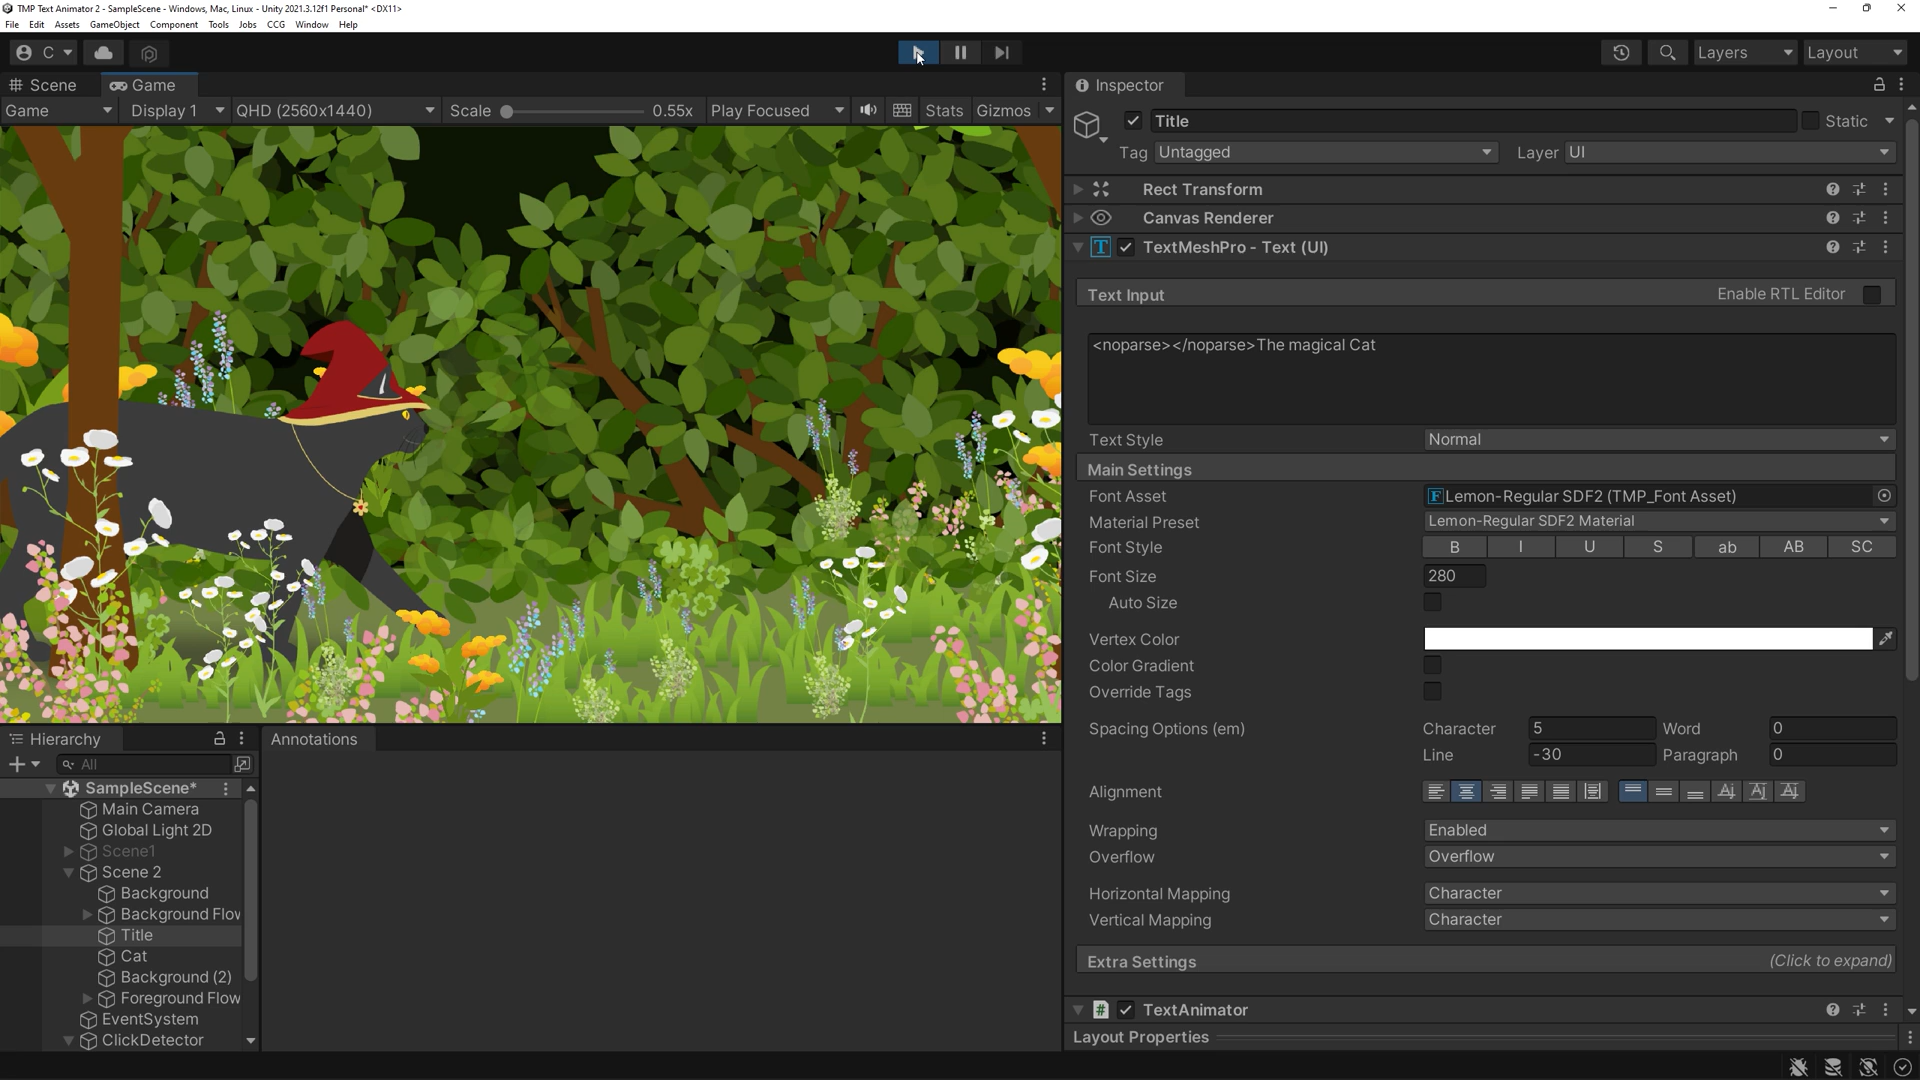 TMP Text Animator 2 - SampleScene - Windows, Mac, Linux - Unity 2021.3.12f1 Personal* <DX11>
File Edit Assets GameObject Component Tools Jobs CCG Window Help
C Layers Layout
Scene Game
Game Display 1 QHD (2560x1440) Scale 0.55x Play Focused Stats Gizmos
Hierarchy
All
SampleScene*
Main Camera
Global Light 2D
Scene1
Scene 2
Background
Background Flow
Title
Cat
Background (2)
Foreground Flow
EventSystem
ClickDetector
Annotations
Inspector
Title Static
Tag Untagged Layer UI
Rect Transform
Canvas Renderer
TextMeshPro - Text (UI)
Text Input Enable RTL Editor
<noparse></noparse>The magical Cat
Text Style Normal
Main Settings
Font Asset Lemon-Regular SDF2 (TMP_Font Asset)
Material Preset Lemon-Regular SDF2 Material
Font Style B I U S ab AB SC
Font Size 280
Auto Size
Vertex Color
Color Gradient
Override Tags
Spacing Options (em) Character 5 Word 0
Line -30 Paragraph 0
Alignment
Wrapping Enabled
Overflow Overflow
Horizontal Mapping Character
Vertical Mapping Character
Extra Settings (Click to expand)
# TextAnimator
Layout Properties